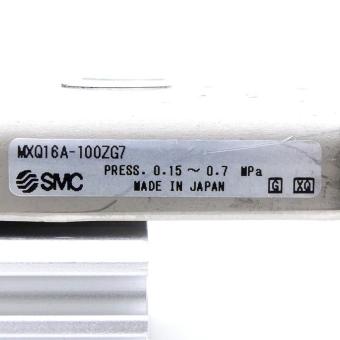 MXQ16A-100ZG7
SMC PRESS. 0.15 ~ 0.7 MPa
MADE IN JAPAN G XQ